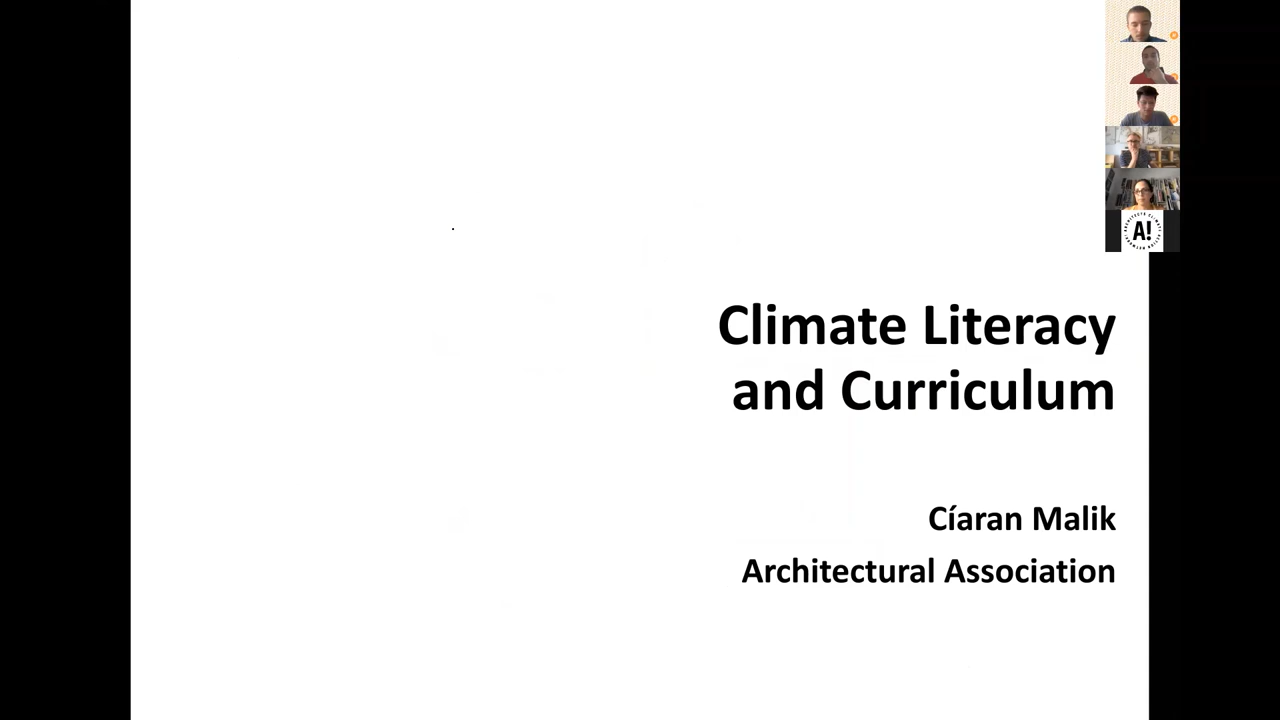 A!
Climate Literacy
and Curriculum
Cíaran Malik
Architectural Association